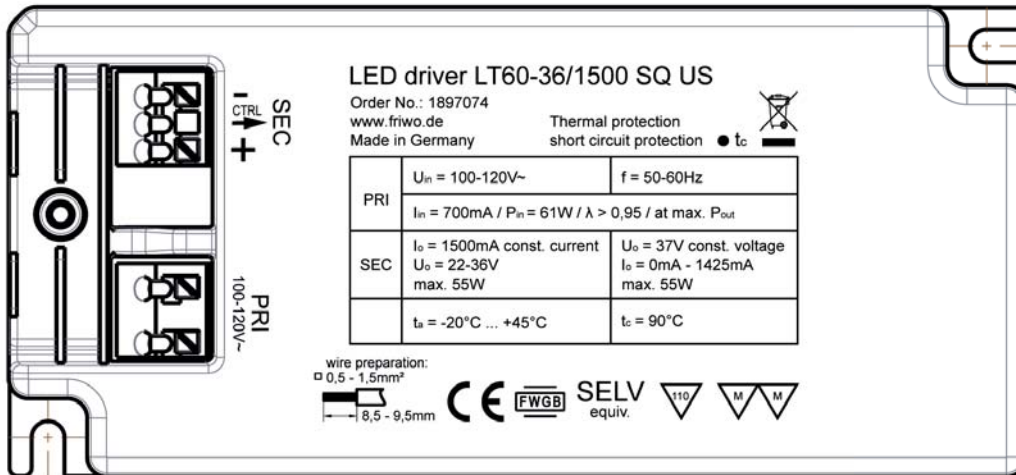 LED driver LT60-36/1500 SQ US
Order No.: 1897074
www.friwo.de
Made in Germany
Thermal protection
short circuit protection ● tc
PRI
Uin = 100-120V~
f = 50-60Hz
Iin = 700mA / Pin = 61W / λ > 0,95 / at max. Pout
SEC
Io = 1500mA const. current
Uo = 22-36V
max. 55W
Uo = 37V const. voltage
Io = 0mA - 1425mA
max. 55W
ta = -20°C ... +45°C
tc = 90°C
-
CTRL
+
SEC
PRI
100-120V~
wire preparation:
0,5 - 1,5mm²
8,5 - 9,5mm
CE
FWGB
SELV
equiv.
110
M M